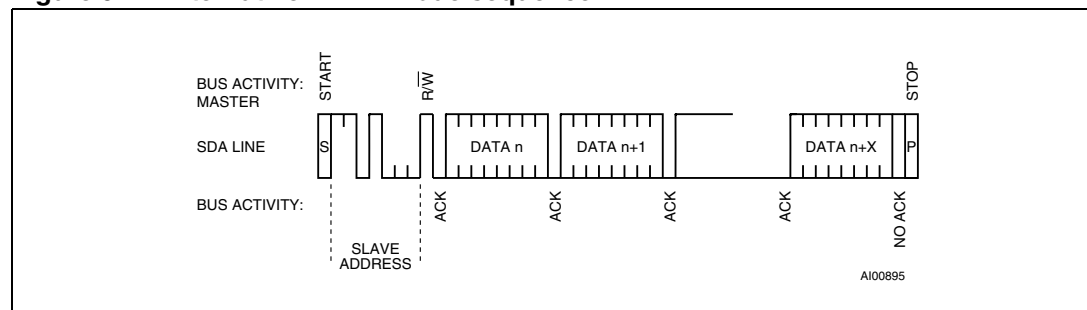 BUS ACTIVITY:
MASTER
START
R/W
STOP
SDA LINE
S
DATA n
DATA n+1
DATA n+X
P
BUS ACTIVITY:
ACK
ACK
ACK
ACK
NO ACK
SLAVE
ADDRESS
AI00895